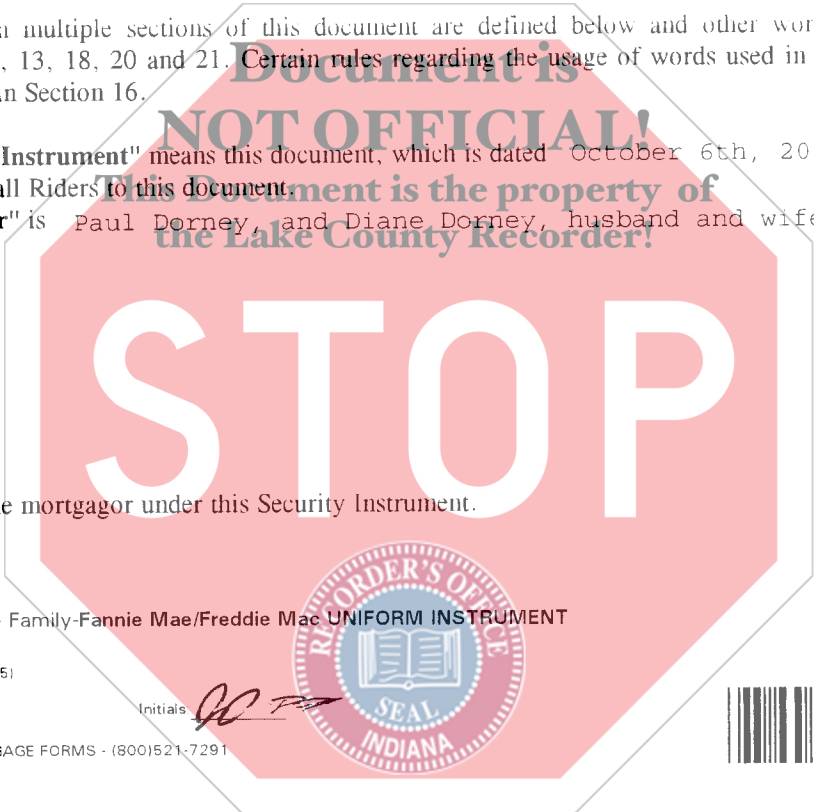 n multiple sections of this document are defined below and other wor
, 13, 18, 20 and 21. Certain rules regarding the usage of words used in
in Section 16.
Document is
NOT OFFICIAL!
Instrument" means this document, which is dated October 6th, 20
all Riders to this document.
This Document is the property of
r" is Paul Dorney, and Diane Dorney, husband and wife
the Lake County Recorder!
STOP
e mortgagor under this Security Instrument.
RECORDER'S OFFICE
SEAL
INDIANA
Family-Fannie Mae/Freddie Mac UNIFORM INSTRUMENT
5)
Initials
GAGE FORMS - (800)521-7291